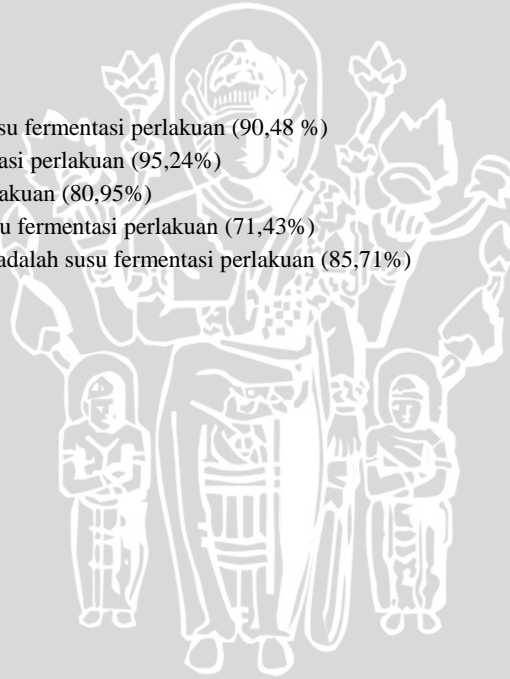 su fermentasi perlakuan (90,48 %)
asi perlakuan (95,24%)
akuan (80,95%)
u fermentasi perlakuan (71,43%)
adalah susu fermentasi perlakuan (85,71%)